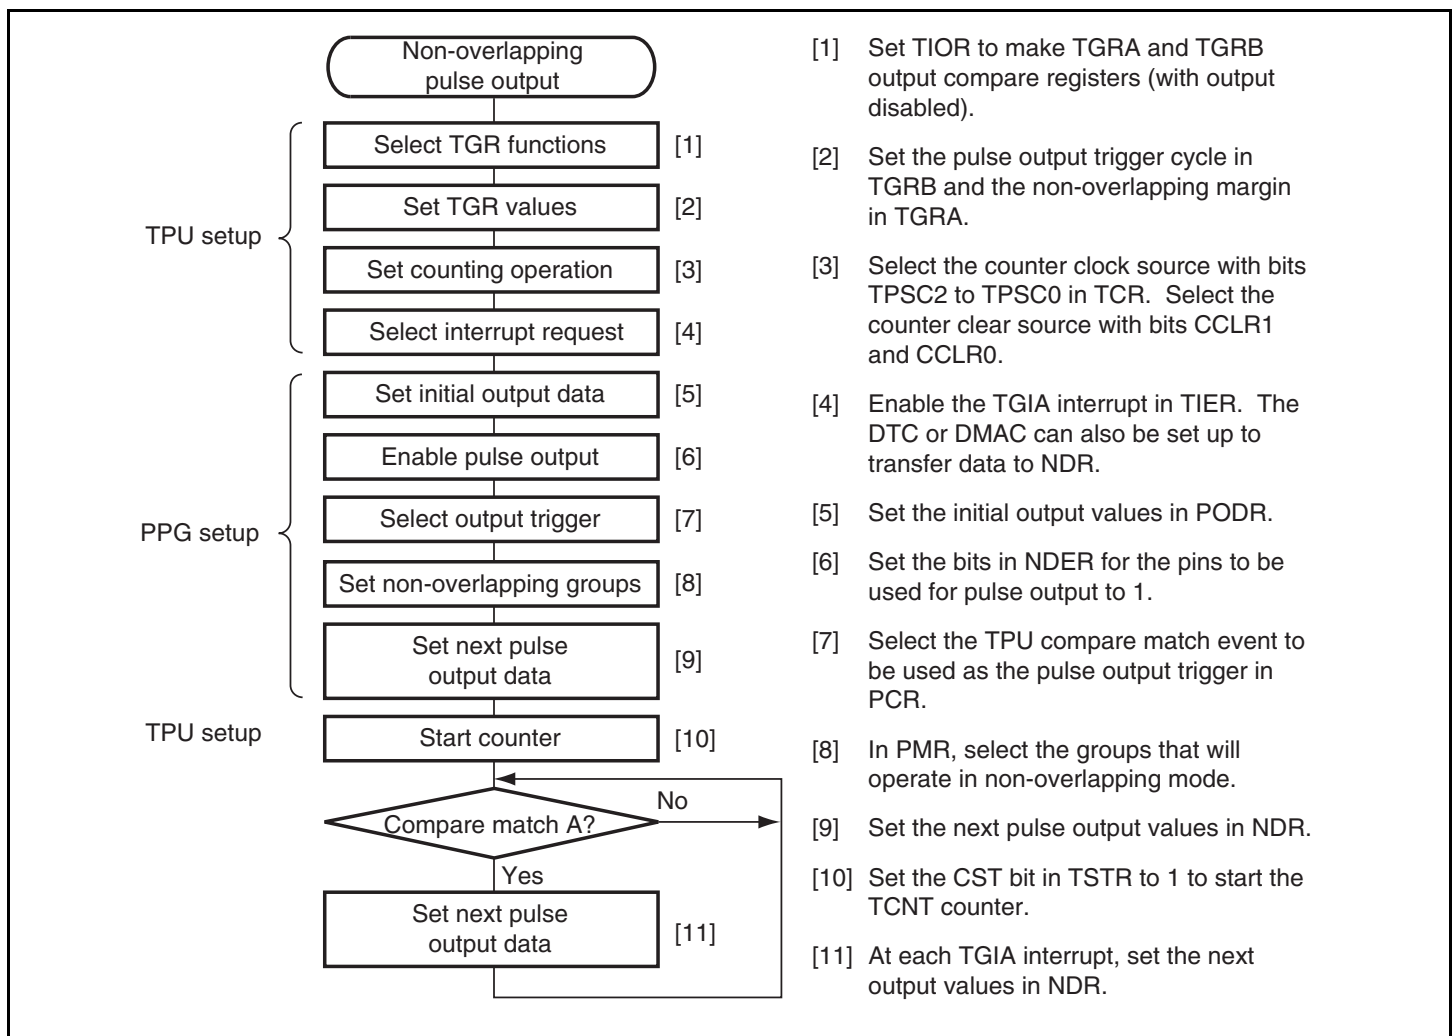 Non-overlapping
pulse output
TPU setup
Select TGR functions [1]
Set TGR values [2]
Set counting operation [3]
Select interrupt request [4]
PPG setup
Set initial output data [5]
Enable pulse output [6]
Select output trigger [7]
Set non-overlapping groups [8]
Set next pulse
output data [9]
TPU setup
Start counter [10]
Compare match A?
No
Yes
Set next pulse
output data [11]
[1] Set TIOR to make TGRA and TGRB
output compare registers (with output
disabled).
[2] Set the pulse output trigger cycle in
TGRB and the non-overlapping margin
in TGRA.
[3] Select the counter clock source with bits
TPSC2 to TPSC0 in TCR. Select the
counter clear source with bits CCLR1
and CCLR0.
[4] Enable the TGIA interrupt in TIER. The
DTC or DMAC can also be set up to
transfer data to NDR.
[5] Set the initial output values in PODR.
[6] Set the bits in NDER for the pins to be
used for pulse output to 1.
[7] Select the TPU compare match event to
be used as the pulse output trigger in
PCR.
[8] In PMR, select the groups that will
operate in non-overlapping mode.
[9] Set the next pulse output values in NDR.
[10] Set the CST bit in TSTR to 1 to start the
TCNT counter.
[11] At each TGIA interrupt, set the next
output values in NDR.